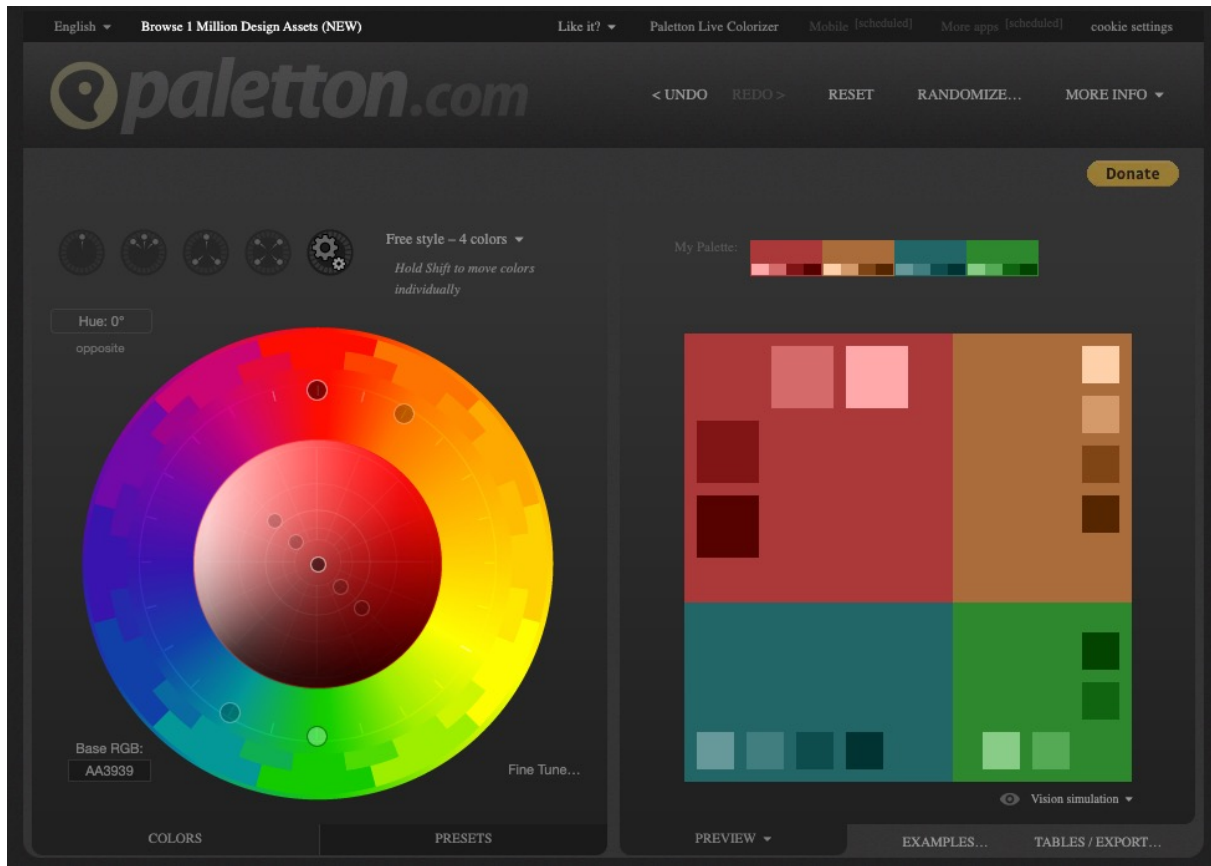 English
Browse 1 Million Design Assets (NEW)
Like it?
Paletton Live Colorizer
Mobile [scheduled]
More apps [scheduled]
cookie settings
paletton.com
< UNDO
REDO >
RESET
RANDOMIZE...
MORE INFO
Donate
Free style – 4 colors
Hold Shift to move colors
individually
Hue: 0°
opposite
Base RGB:
AA3939
Fine Tune...
COLORS
PRESETS
My Palette:
Vision simulation
PREVIEW
EXAMPLES...
TABLES / EXPORT...